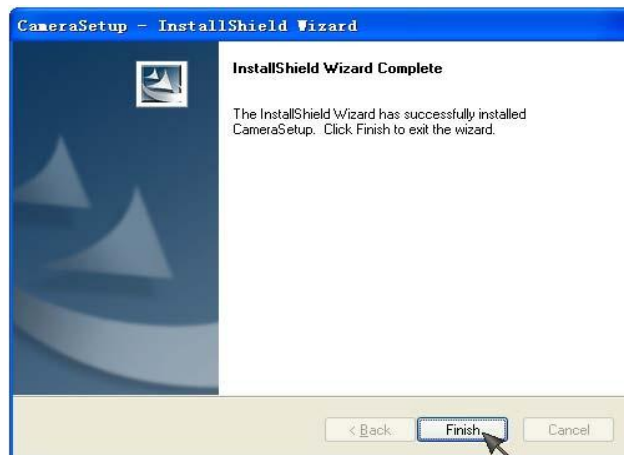 CameraSetup - InstallShield Wizard
InstallShield Wizard Complete
The InstallShield Wizard has successfully installed
CameraSetup. Click Finish to exit the wizard.
< Back
Finish
Cancel